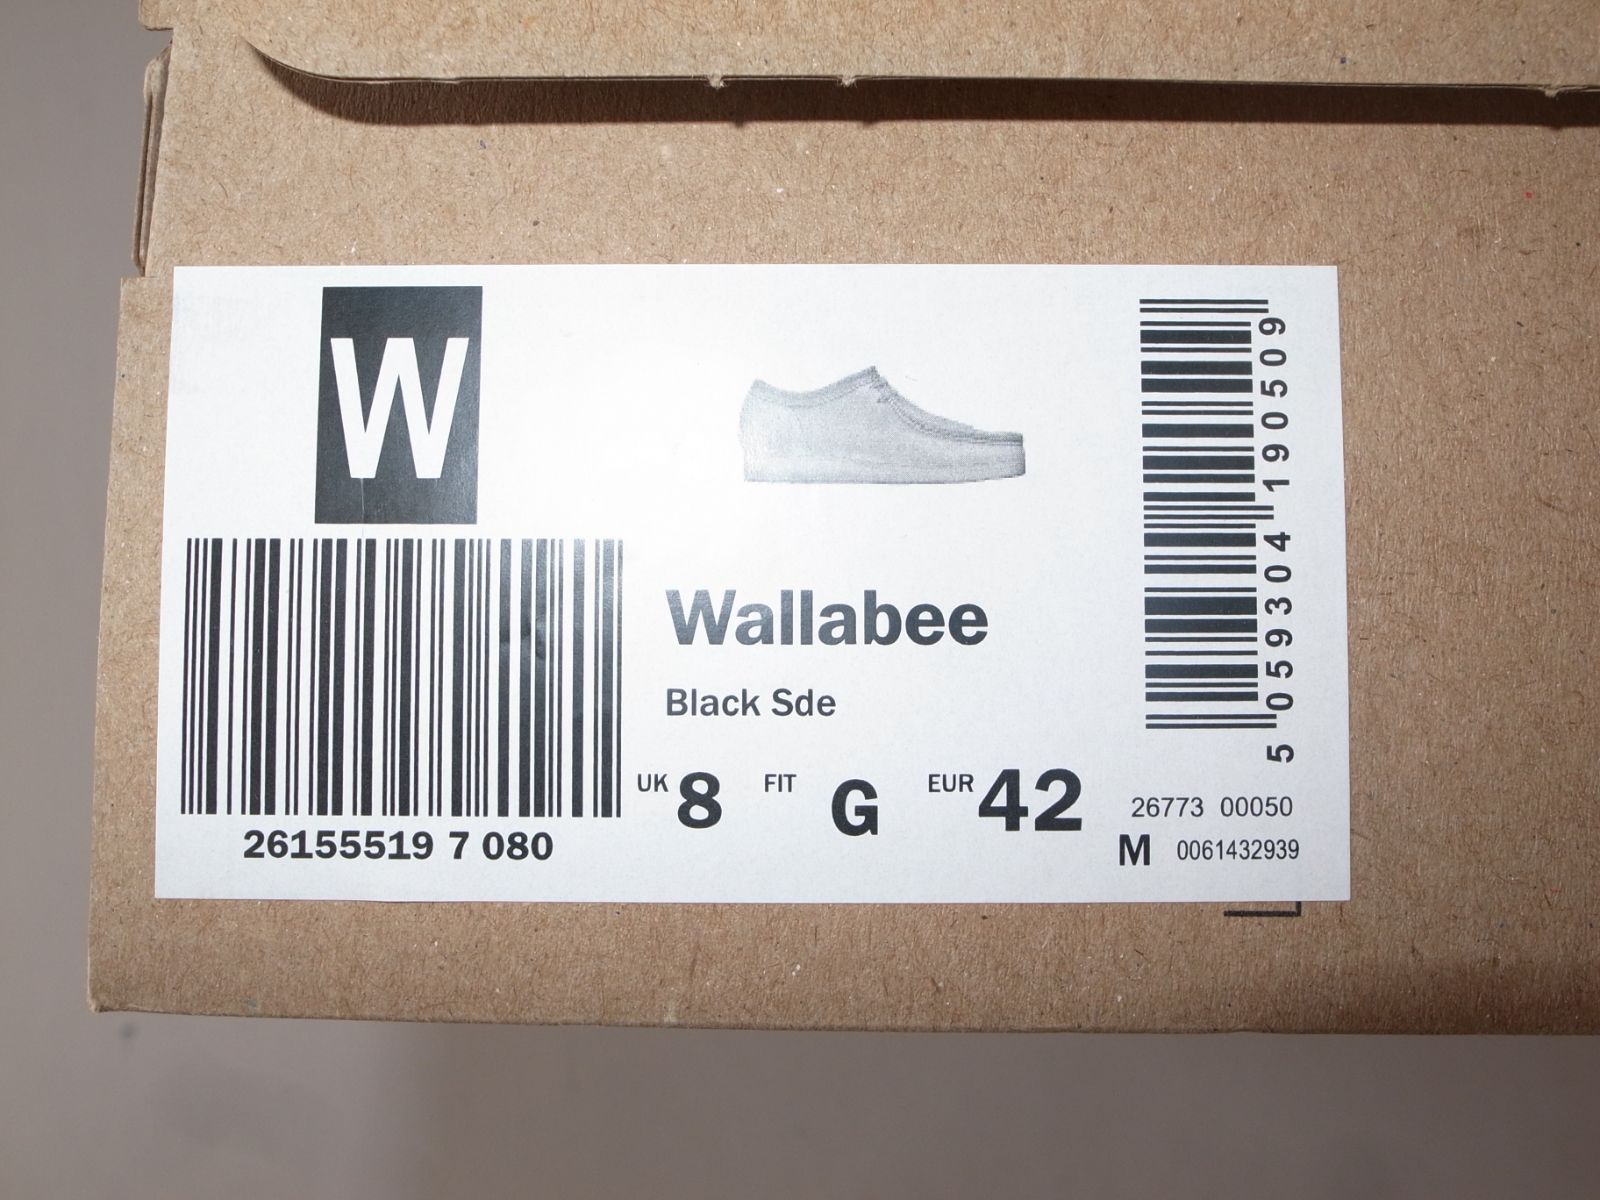 W
Wallabee
Black Sde
UK 8 FIT G EUR 42
26155519 7 080
5 059304 190509
26773 00050
M 0061432939